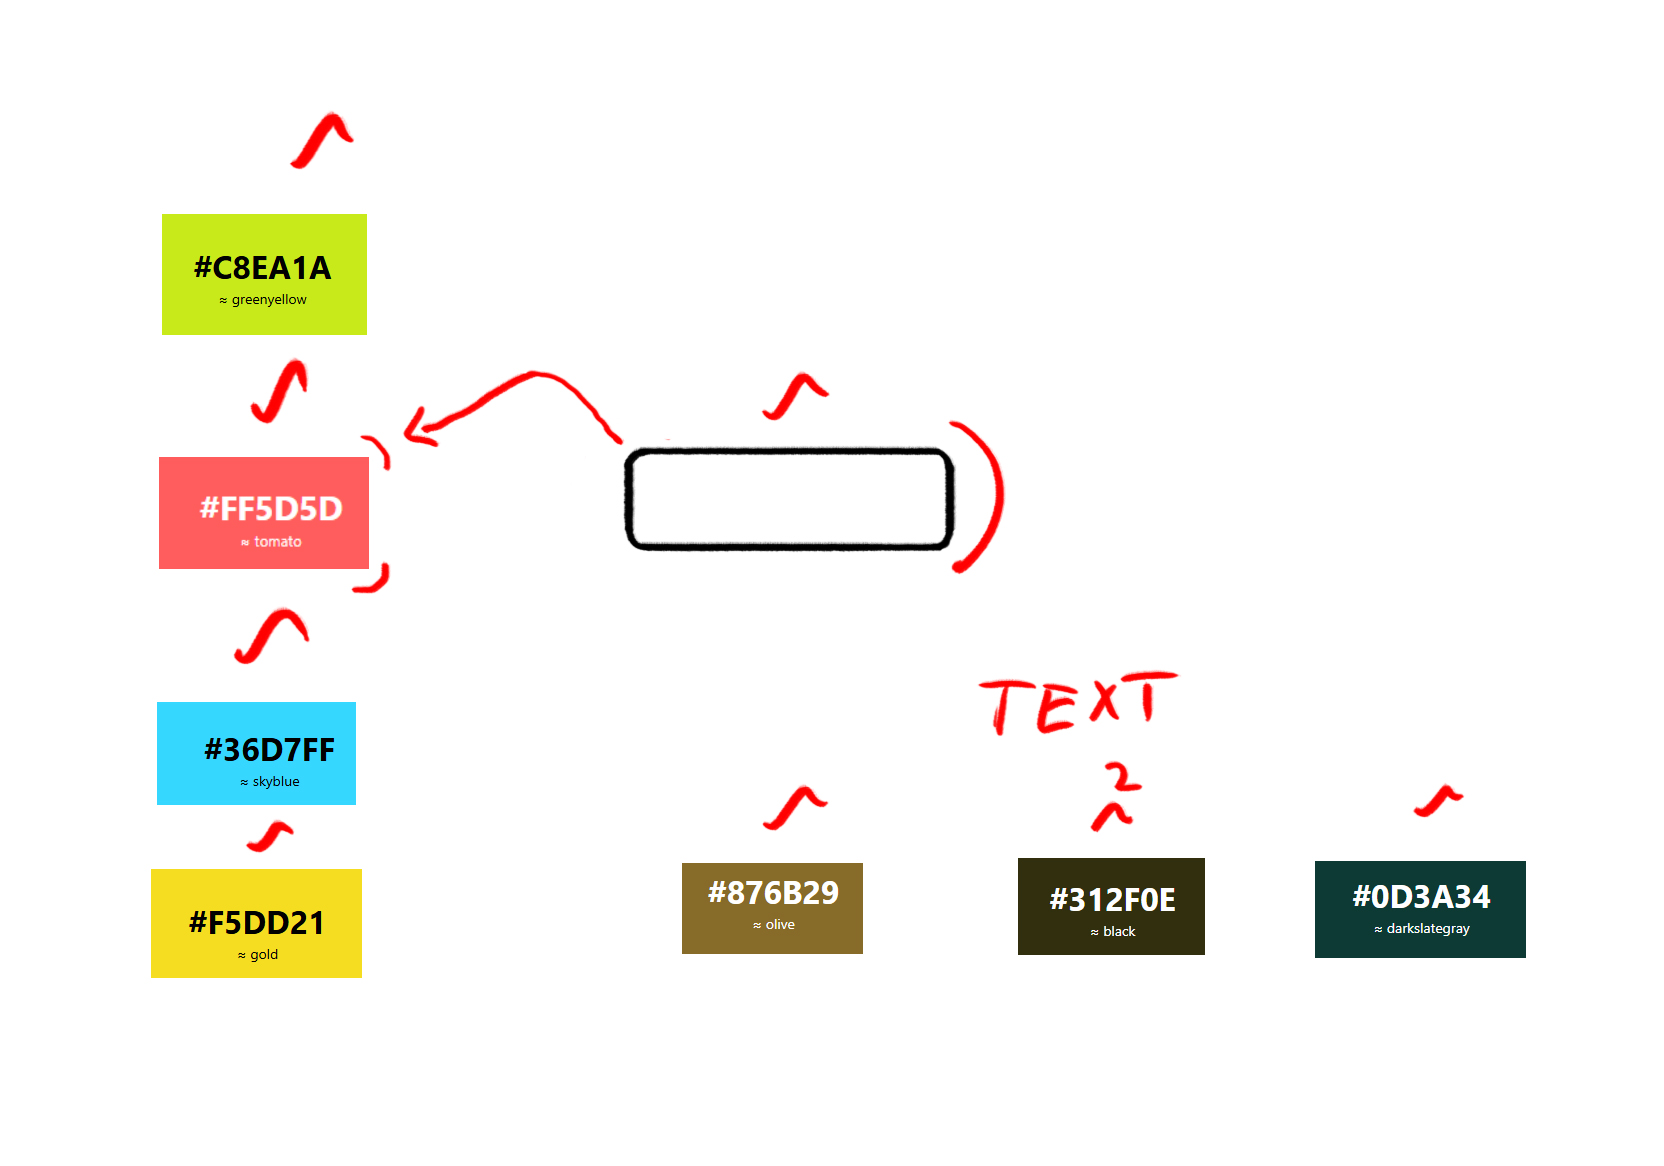 #C8EA1A
≈ greenyellow
#FF5D5D
≈ tomato
#36D7FF
≈ skyblue
#F5DD21
≈ gold
TEXT
2
#876B29
≈ olive
#312F0E
≈ black
#0D3A34
≈ darkslategray